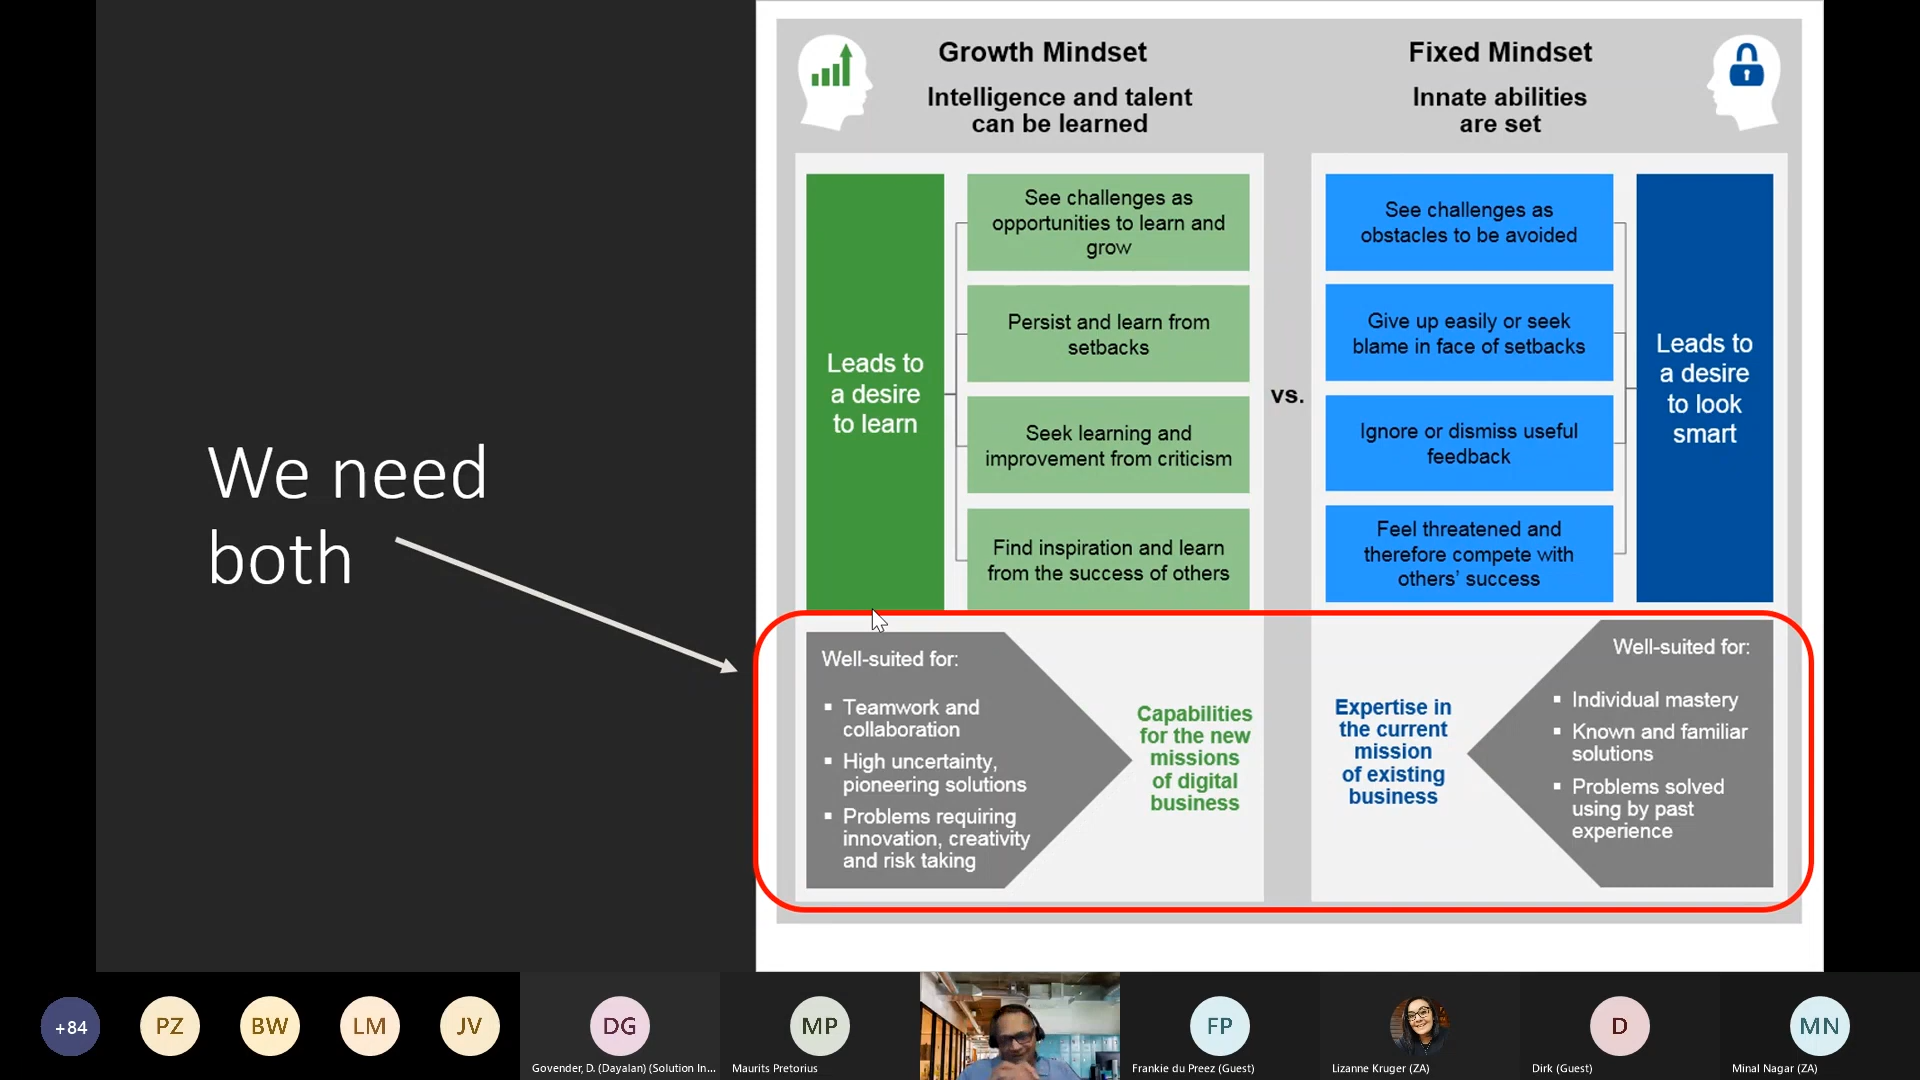 We need
both
Growth Mindset
Intelligence and talent
can be learned
Fixed Mindset
Innate abilities
are set
Leads to
a desire
to learn
See challenges as
opportunities to learn and
grow
Persist and learn from
setbacks
Seek learning and
improvement from criticism
Find inspiration and learn
from the success of others
vs.
See challenges as
obstacles to be avoided
Give up easily or seek
blame in face of setbacks
Ignore or dismiss useful
feedback
Feel threatened and
therefore compete with
others’ success
Leads to
a desire
to look
smart
Well-suited for:
▪ Teamwork and
collaboration
▪ High uncertainty,
pioneering solutions
▪ Problems requiring
innovation, creativity
and risk taking
Capabilities
for the new
missions
of digital
business
Expertise in
the current
mission
of existing
business
Well-suited for:
▪ Individual mastery
▪ Known and familiar
solutions
▪ Problems solved
using by past
experience
+84
PZ
BW
LM
JV
DG
Govender, D. (Dayalan) (Solution In...
MP
Maurits Pretorius
FP
Frankie du Preez (Guest)
Lizanne Kruger (ZA)
D
Dirk (Guest)
MN
Minal Nagar (ZA)